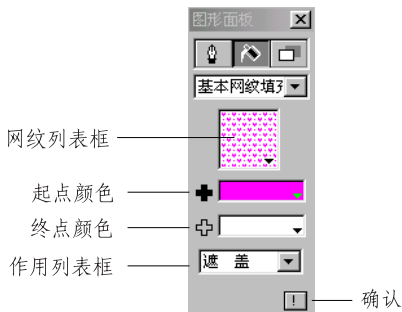 图形面板
基本网纹填充
网纹列表框
起点颜色
终点颜色
作用列表框
遮 盖
! 确认